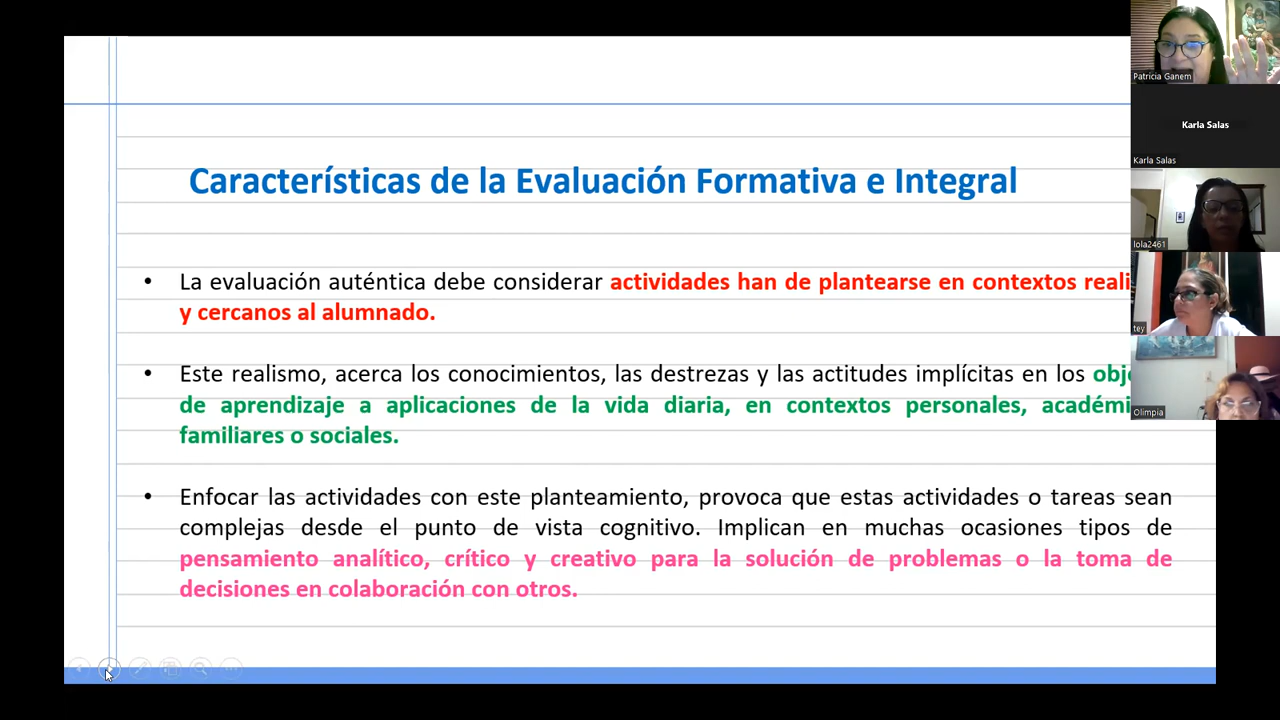 Características de la Evaluación Formativa e Integral
• La evaluación auténtica debe considerar actividades han de plantearse en contextos
y cercanos al alumnado.
• Este realismo, acerca los conocimientos, las destrezas y las actitudes implícitas en los
de aprendizaje a aplicaciones de la vida diaria, en contextos personales,
familiares o sociales.
• Enfocar las actividades con este planteamiento, provoca que estas actividades o tareas sean
complejas desde el punto de vista cognitivo. Implican en muchas ocasiones tipos de
pensamiento analítico, crítico y creativo para la solución de problemas o la toma de
decisiones en colaboración con otros.
Patricia Ganem
Karla Salas
Karla Salas
lola2461
tey
Olimpia